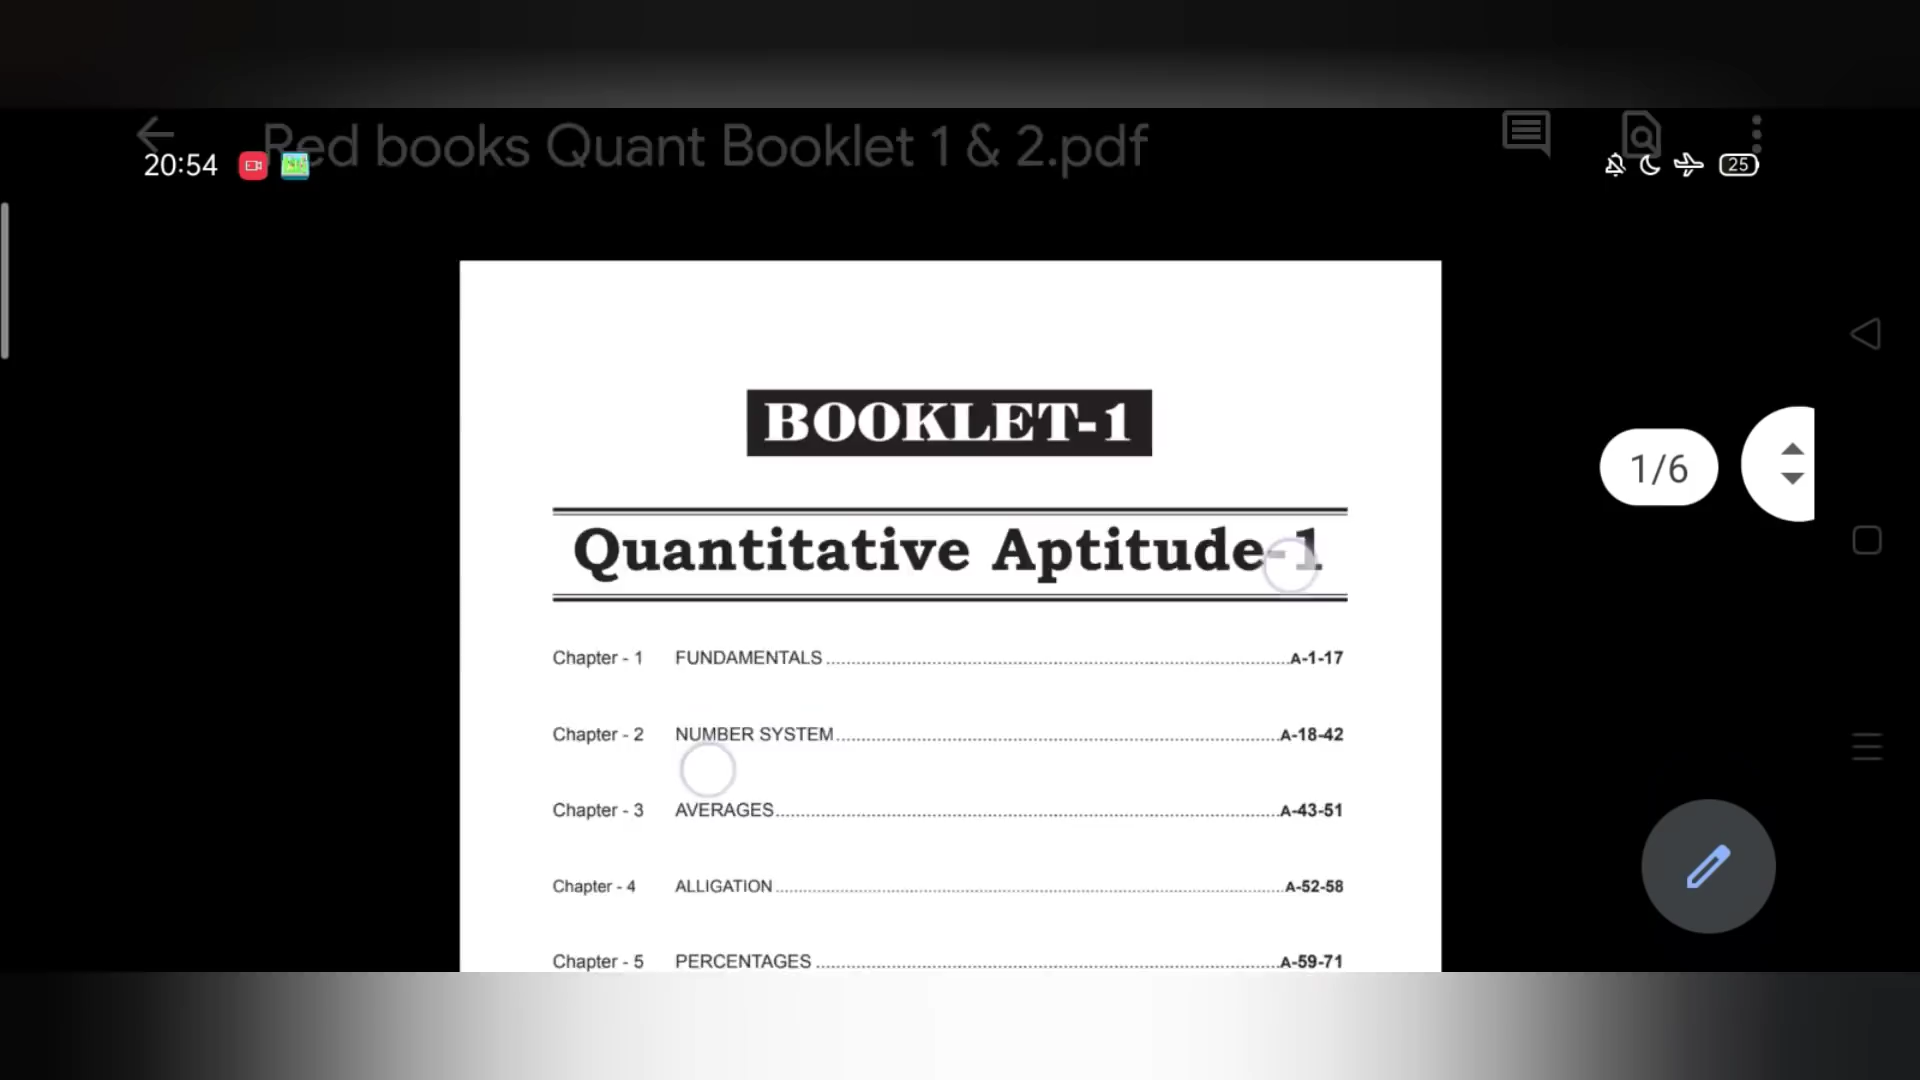 Red books Quant Booklet 1 & 2.pdf
20:54
25
BOOKLET-1
1/6
Quantitative Aptitude-1
Chapter - 1 FUNDAMENTALS A-1-17
Chapter - 2 NUMBER SYSTEM A-18-42
Chapter - 3 AVERAGES A-43-51
Chapter - 4 ALLIGATION A-52-58
Chapter - 5 PERCENTAGES A-59-71